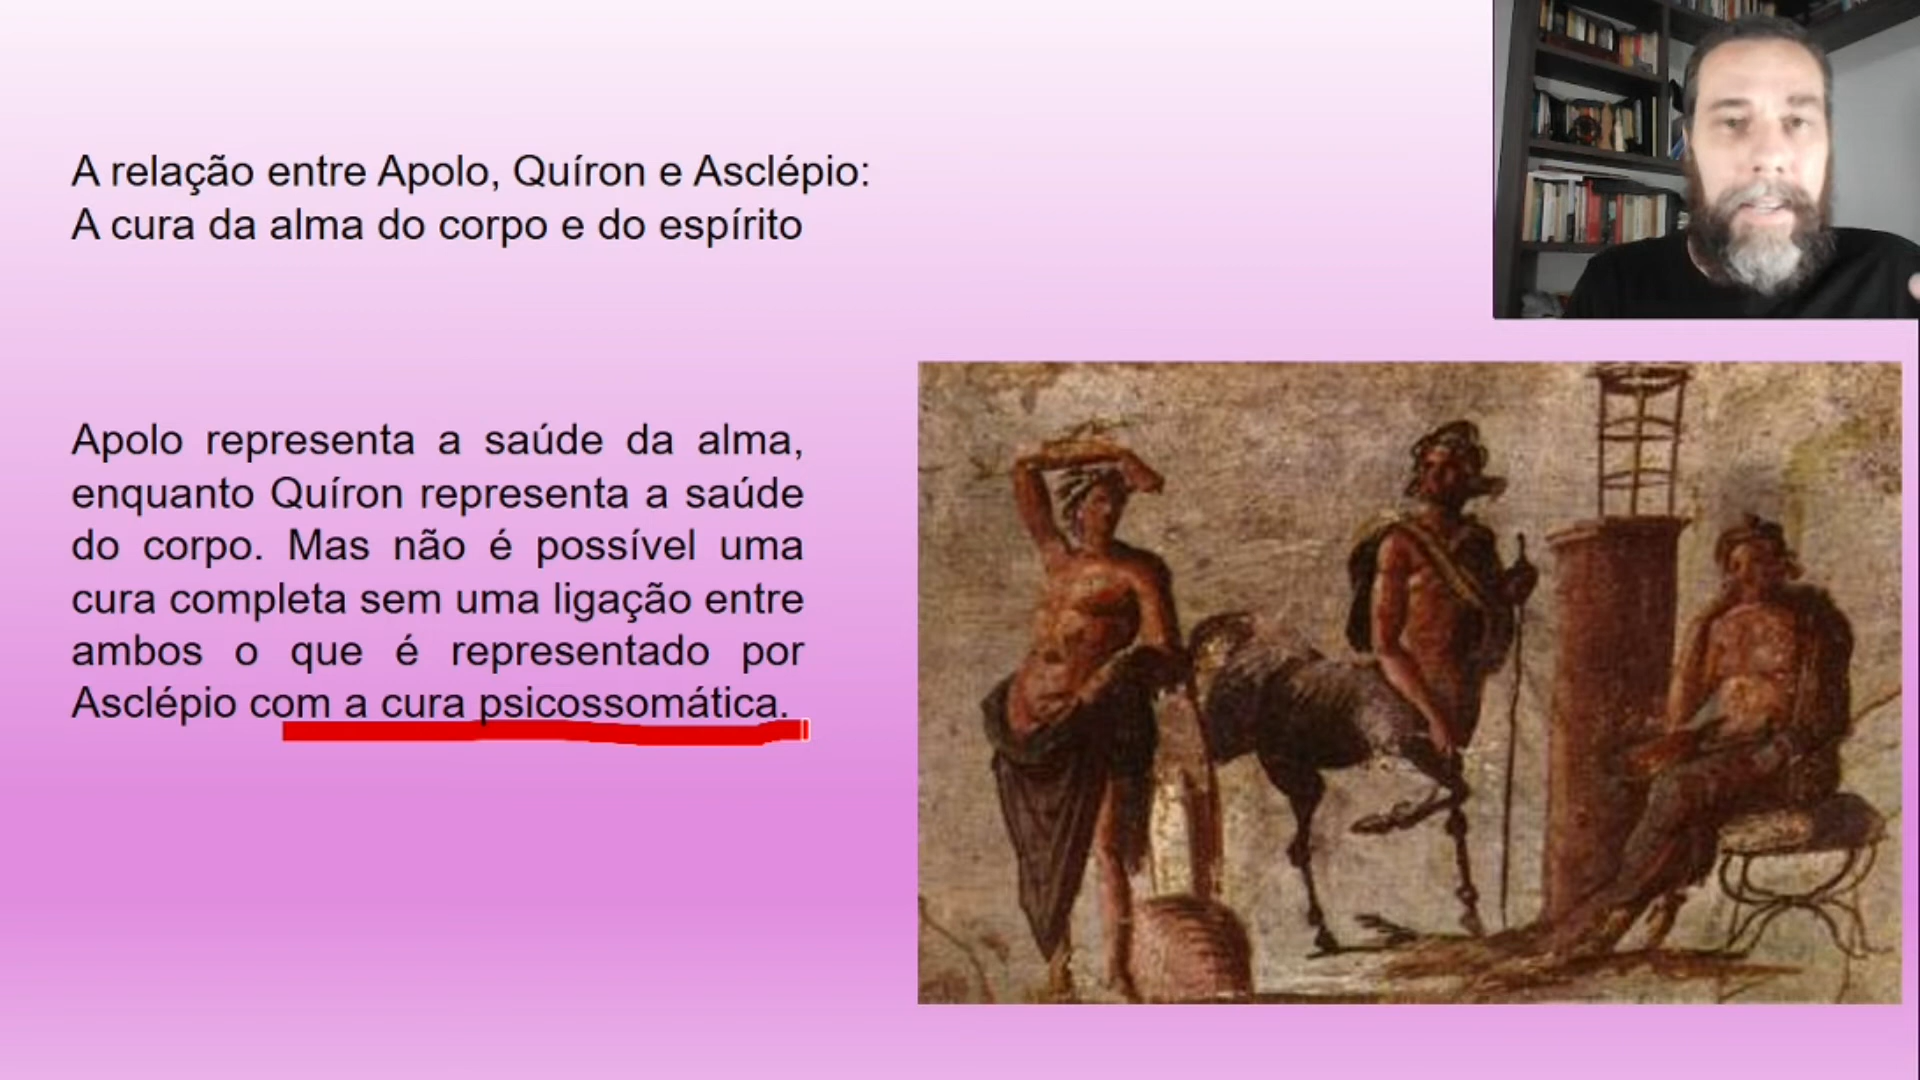 A relação entre Apolo, Quíron e Asclépio:
A cura da alma do corpo e do espírito
Apolo representa a saúde da alma,
enquanto Quíron representa a saúde
do corpo. Mas não é possível uma
cura completa sem uma ligação entre
ambos o que é representado por
Asclépio com a cura psicossomática.